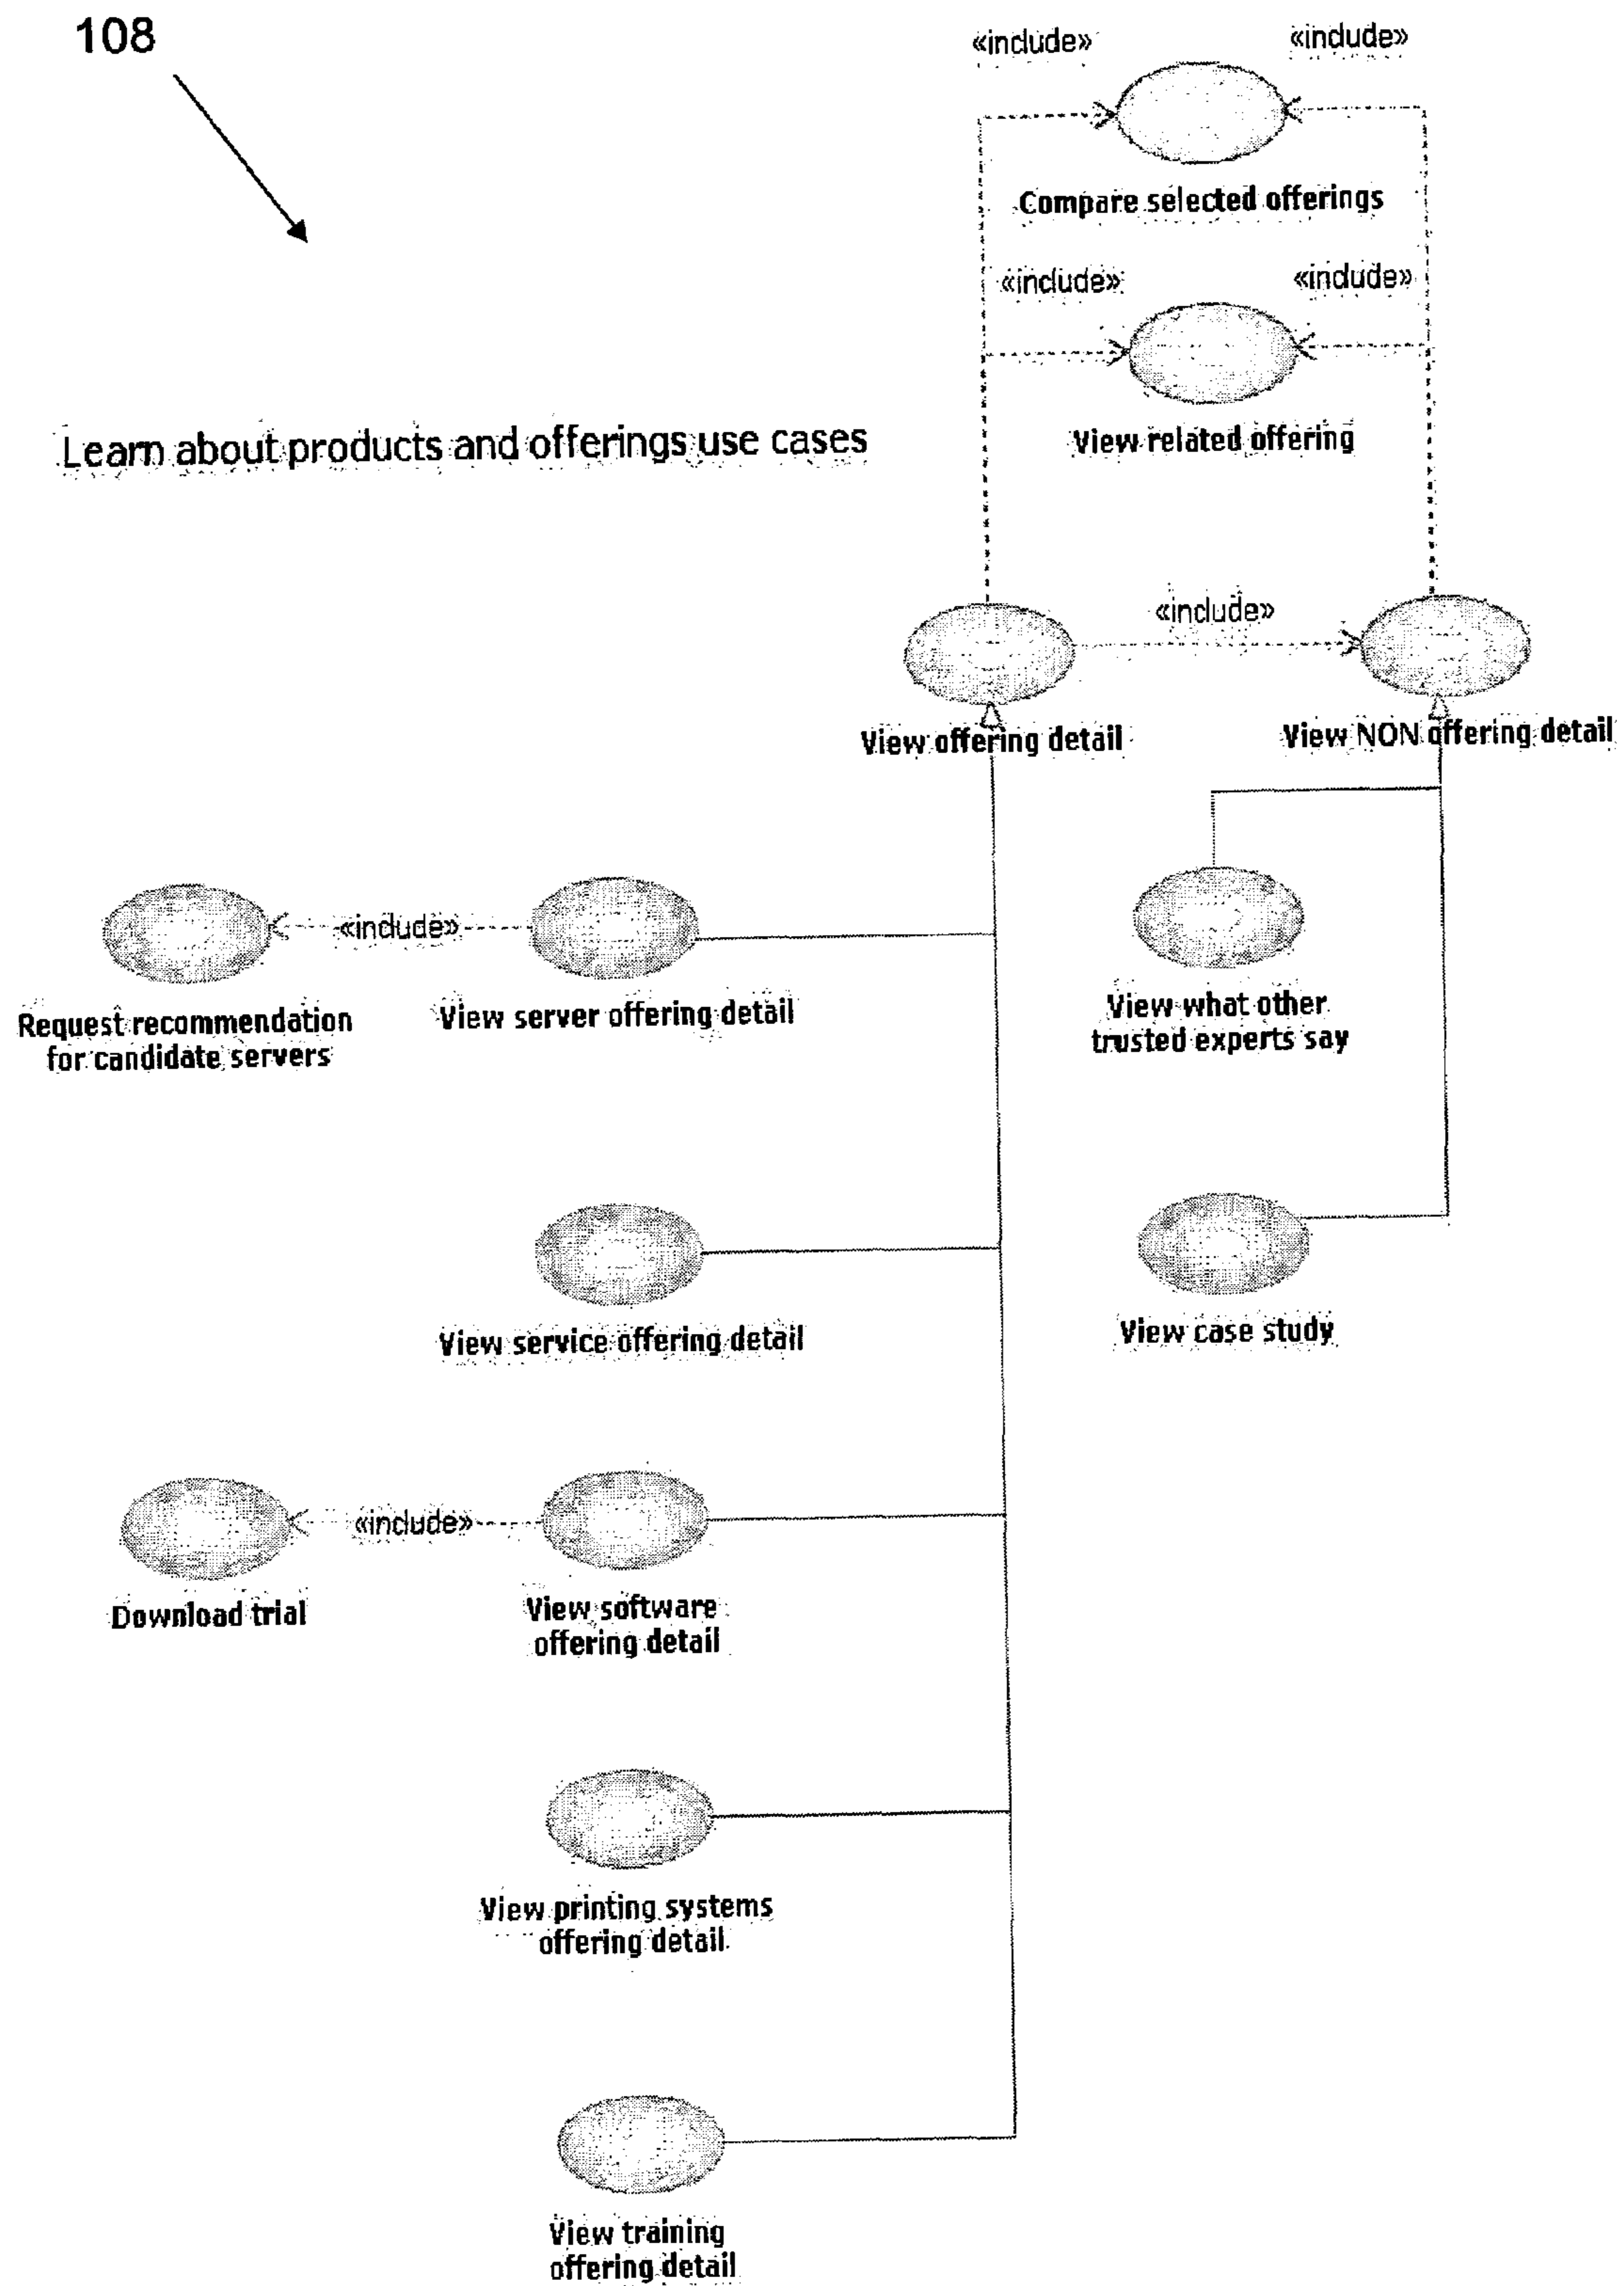 108
«include» «include»
Compare selected offerings
«include» «include»
View related offering
Learn about products and offerings use cases
«include»
View offering detail
View NON offering detail
«include»
Request recommendation
for candidate servers
View server offering detail
View what other
trusted experts say
View service offering detail
View case study
«include»
Download trial
View software
offering detail
View printing systems
offering detail
View training
offering detail